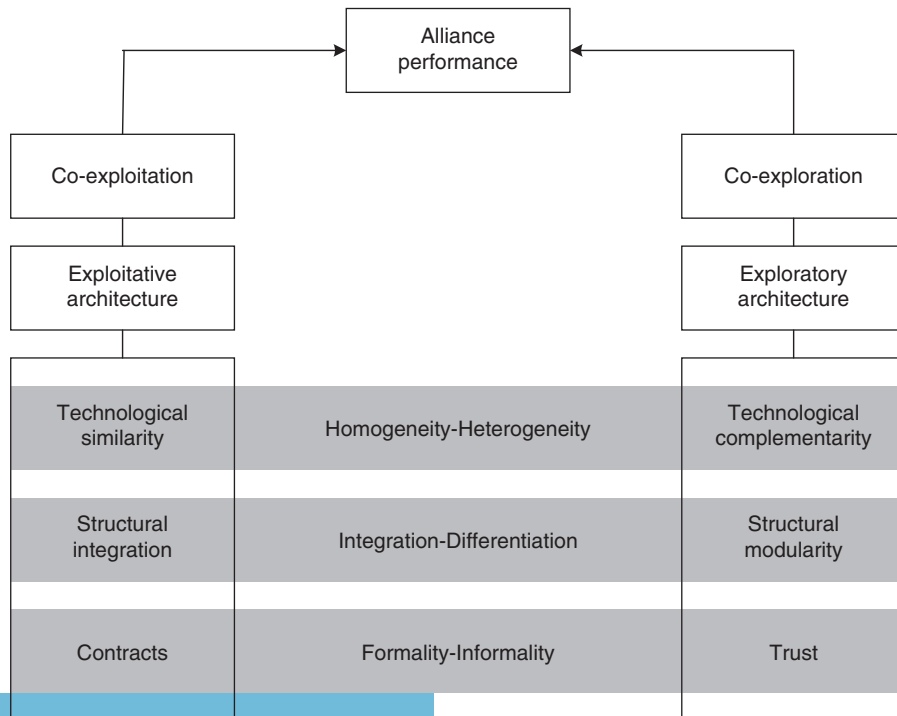 Alliance
performance
Co-exploitation
Co-exploration
Exploitative
architecture
Exploratory
architecture
Technological
similarity
Homogeneity-Heterogeneity
Technological
complementarity
Structural
integration
Integration-Differentiation
Structural
modularity
Contracts
Formality-Informality
Trust